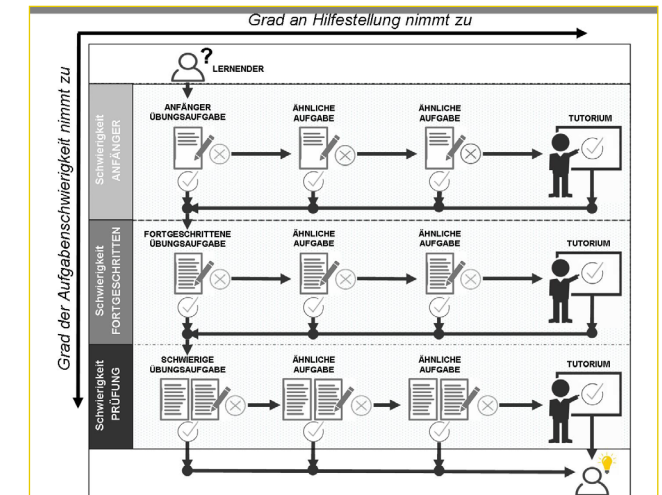 Grad an Hilfestellung nimmt zu
Grad der Aufgabenschwierigkeit nimmt zu
?
LERNENDER
Schwierigkeit
ANFÄNGER
ANFÄNGER
ÜBUNGSAUFGABE
ÄHNLICHE
AUFGABE
ÄHNLICHE
AUFGABE
TUTORIUM
Schwierigkeit
FORTGESCHRITTEN
FORTGESCHRITTENE
ÜBUNGSAUFGABE
ÄHNLICHE
AUFGABE
ÄHNLICHE
AUFGABE
TUTORIUM
Schwierigkeit
PRÜFUNG
SCHWIERIGE
ÜBUNGSAUFGABE
ÄHNLICHE
AUFGABE
ÄHNLICHE
AUFGABE
TUTORIUM